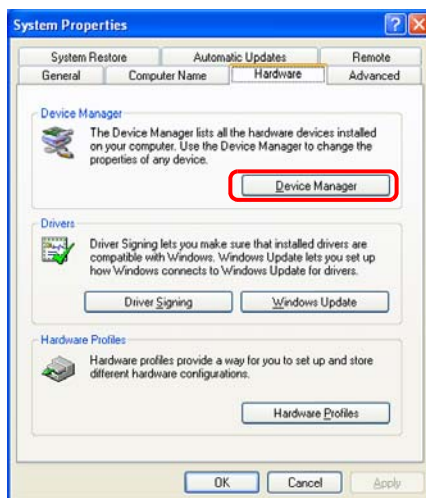 System Properties
System Restore Automatic Updates Remote
General Computer Name Hardware Advanced
Device Manager
The Device Manager lists all the hardware devices installed
on your computer. Use the Device Manager to change the
properties of any device.
Device Manager
Drivers
Driver Signing lets you make sure that installed drivers are
compatible with Windows. Windows Update lets you set up
how Windows connects to Windows Update for drivers.
Driver Signing Windows Update
Hardware Profiles
Hardware profiles provide a way for you to set up and store
different hardware configurations.
Hardware Profiles
OK Cancel Apply